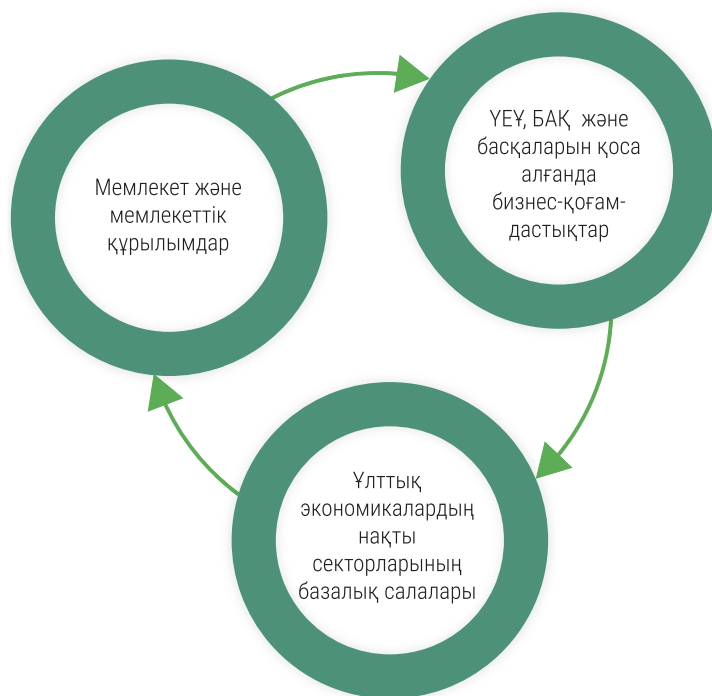 Мемлекет және
мемлекеттік
құрылымдар
ҮЕҰ, БАҚ және
басқаларын қоса
алғанда
бизнес-қоғам-
дастықтар
Ұлттық
экономикалардың
нақты
секторларының
базалық салалары